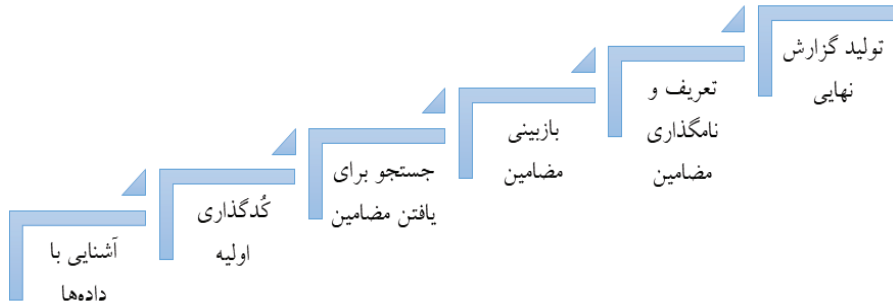 آشنایی با
داده‌ها
کُدگذاری
اولیه
جستجو برای
یافتن مضامین
بازبینی
مضامین
تعریف و
نامگذاری
مضامین
تولید گزارش
نهایی